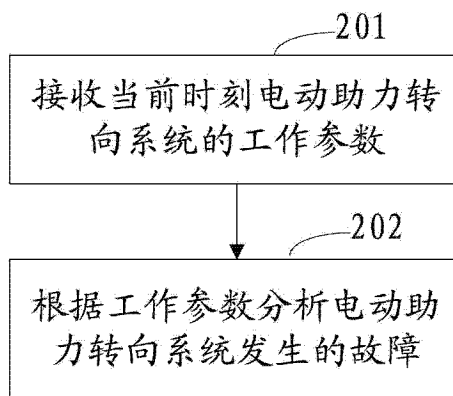 201
接收当前时刻电动助力转
向系统的工作参数
202
根据工作参数分析电动助
力转向系统发生的故障